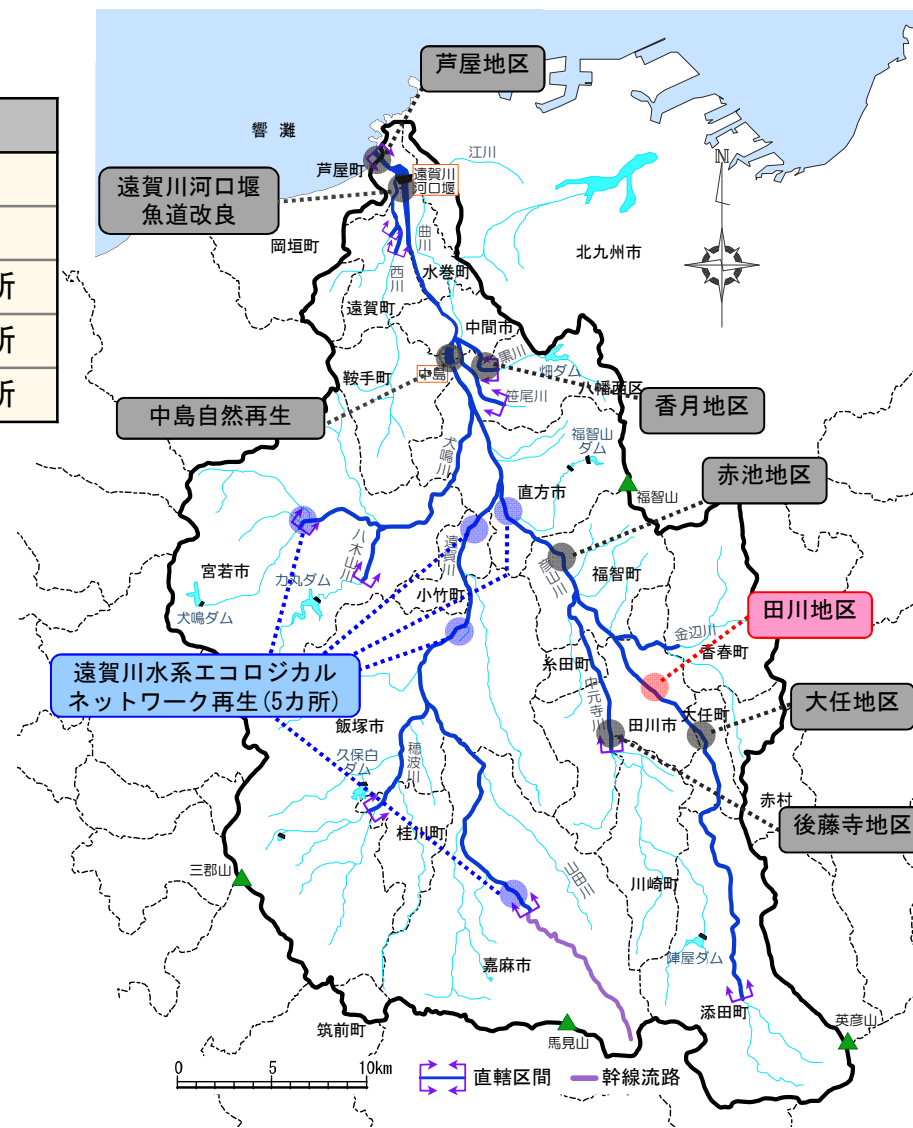 所
所
所
芦屋地区
響 灘
江川
芦屋町
遠賀川
河口堰
遠賀川河口堰
魚道改良
N
岡垣町
曲川
北九州市
西川
水巻町
遠賀町
中間市
黒川
畑ダム
中島
鞍手町
八幡西区
笹尾川
香月地区
中島自然再生
福智山
ダム
犬鳴川
赤池地区
直方市
福智山
八木山川
遠賀川
彦山川
福智町
宮若市
力丸ダム
小竹町
田川地区
犬鳴ダム
金辺川
香春町
糸田町
遠賀川水系エコロジカル
ネットワーク再生(5カ所)
中元寺川
大任地区
田川市
大任町
飯塚市
穂波川
久保白
ダム
赤村
後藤寺地区
桂川町
三郡山
山田川
川崎町
陣屋ダム
嘉麻市
添田町
英彦山
筑前町
馬見山
0 5 10km
直轄区間
幹線流路